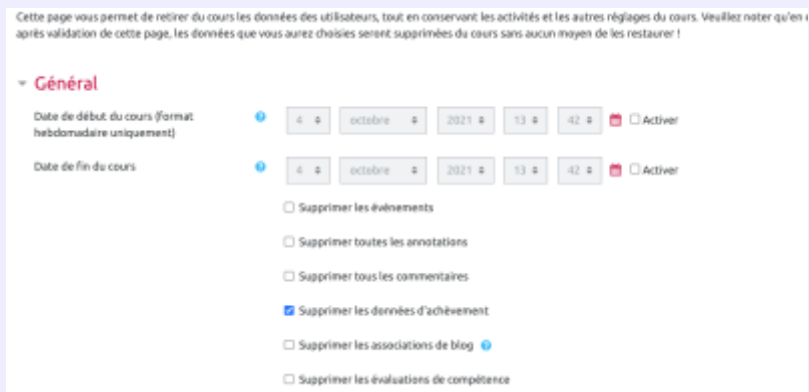 Cette page vous permet de retirer du cours les données des utilisateurs, tout en conservant les activités et les autres réglages du cours. Veuillez noter qu'en
après validation de cette page, les données que vous aurez choisies seront supprimées du cours sans aucun moyen de les restaurer !
Général
Date de début du cours (format
hebdomadaire uniquement)
4 octobre 2021 13 42 Activer
Date de fin du cours 4 octobre 2021 13 42 Activer
Supprimer les évènements
Supprimer toutes les annotations
Supprimer tous les commentaires
Supprimer les données d'achèvement
Supprimer les associations de blog
Supprimer les évaluations de compétence